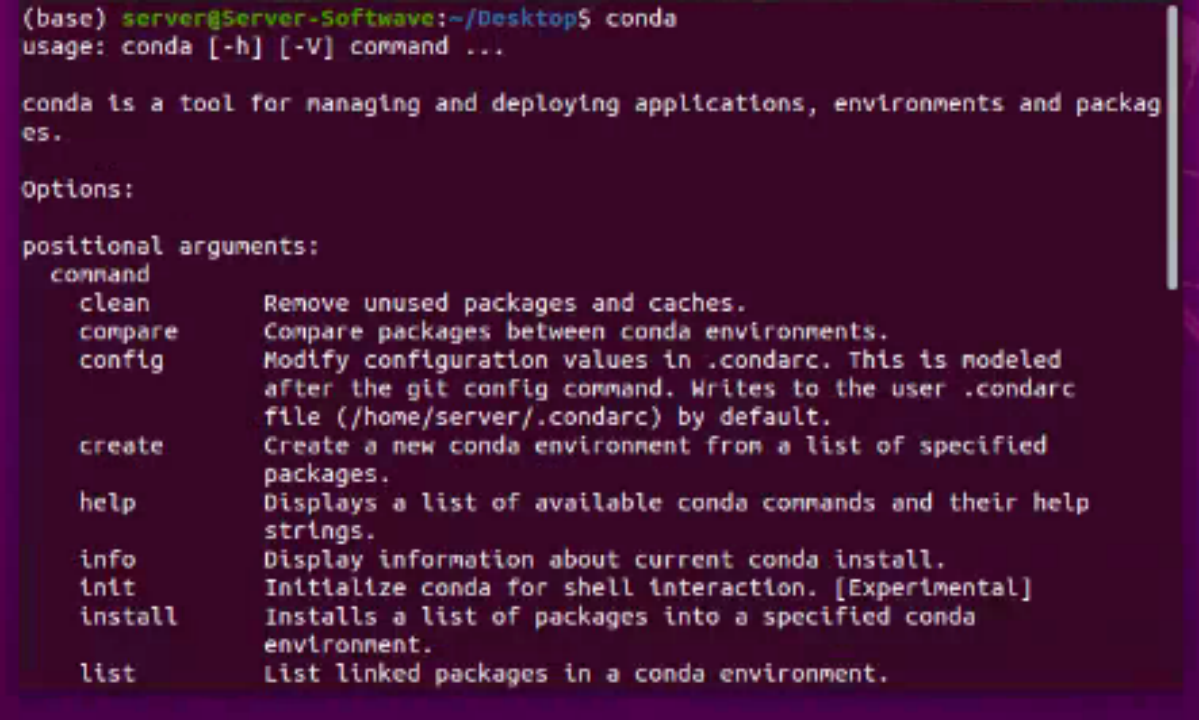 (base) server@Server-Softwave:~/Desktop$ conda
usage: conda [-h] [-V] command ...
conda is a tool for managing and deploying applications, environments and packag
es.
Options:
positional arguments:
command
clean Remove unused packages and caches.
compare Compare packages between conda environments.
config Modify configuration values in .condarc. This is modeled
after the git config command. Writes to the user .condarc
file (/home/server/.condarc) by default.
create Create a new conda environment from a list of specified
packages.
help Displays a list of available conda commands and their help
strings.
info Display information about current conda install.
init Initialize conda for shell interaction. [Experimental]
install Installs a list of packages into a specified conda
environment.
list List linked packages in a conda environment.